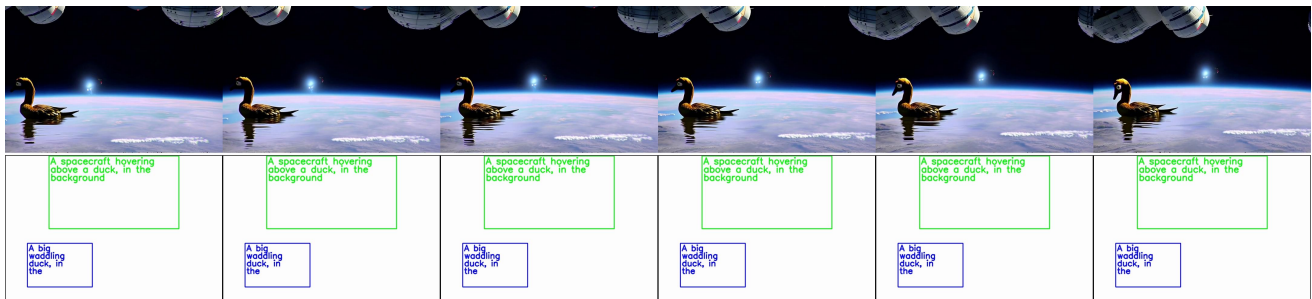 A spacecraft hovering
above a duck, in the
background
A spacecraft hovering
above a duck, in the
background
A spacecraft hovering
above a duck, in the
background
A spacecraft hovering
above a duck, in the
background
A spacecraft hovering
above a duck, in the
background
A spacecraft hovering
above a duck, in the
background
A big
waddling
duck, in
the
A big
waddling
duck, in
the
A big
waddling
duck, in
the
A big
waddling
duck, in
the
A big
waddling
duck, in
the
A big
waddling
duck, in
the